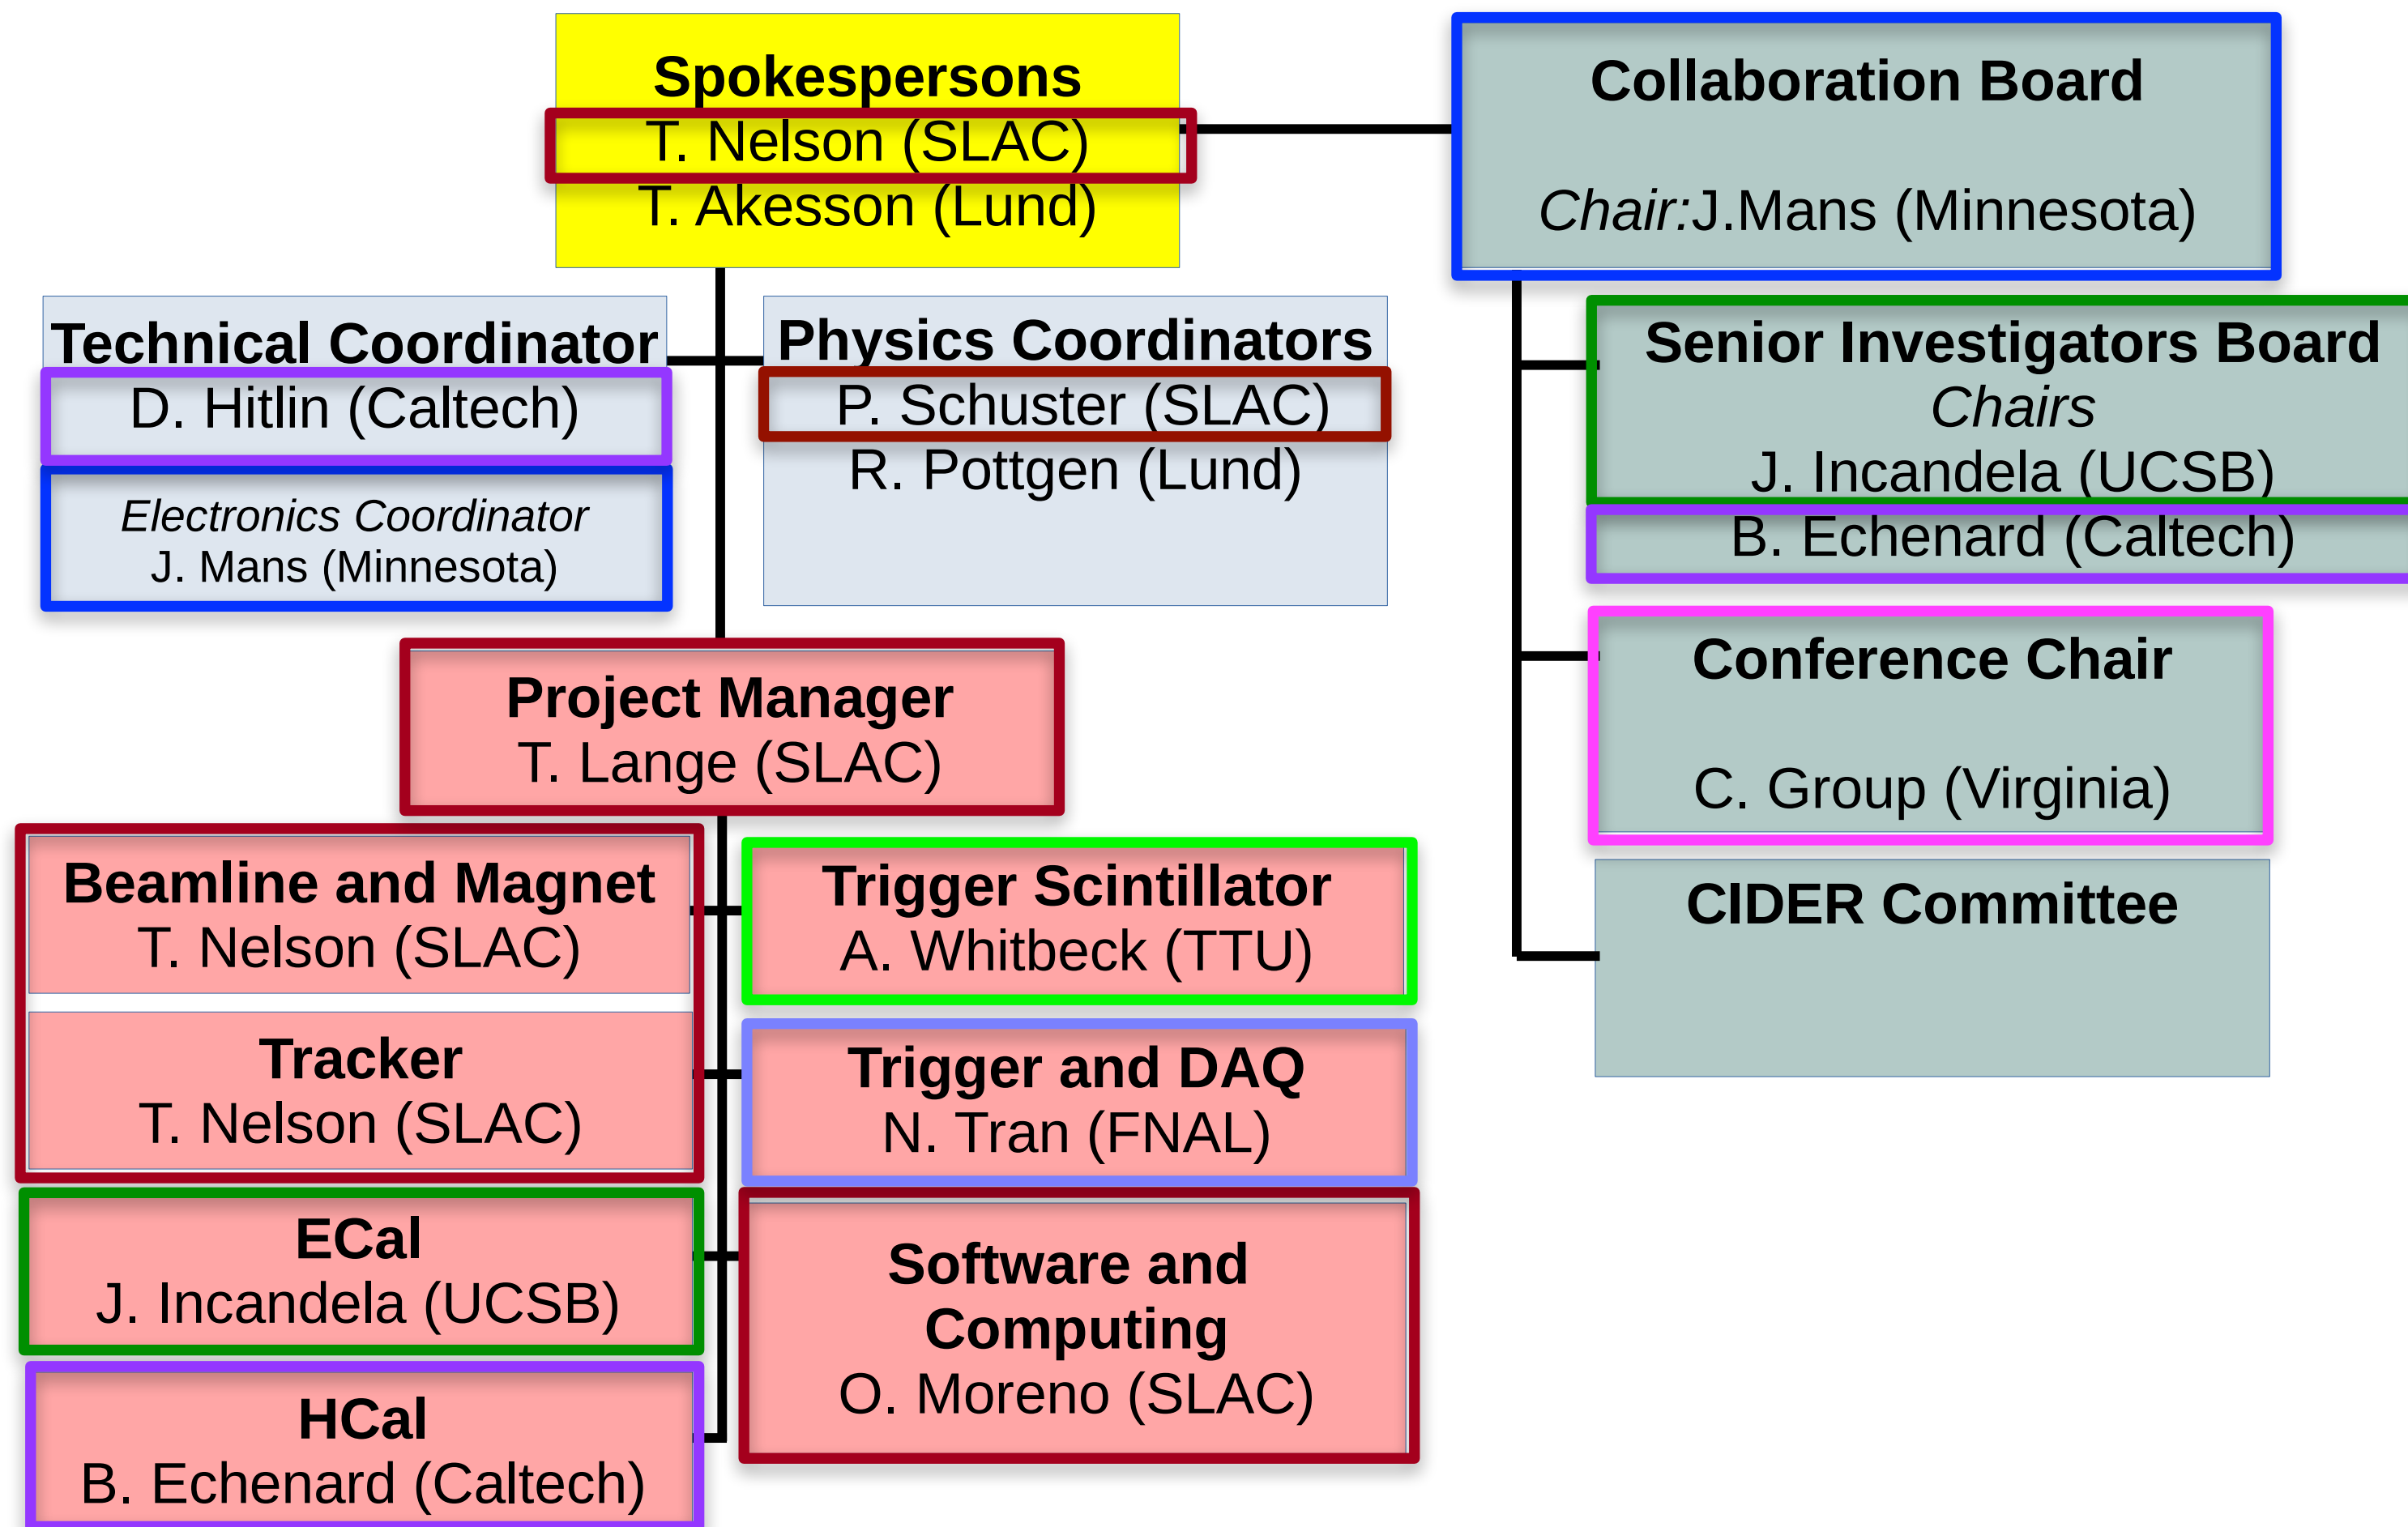 Spokespersons
T. Nelson (SLAC)
T. Akesson (Lund)
Collaboration Board
Chair:J.Mans (Minnesota)
Technical Coordinator
D. Hitlin (Caltech)
Electronics Coordinator
J. Mans (Minnesota)
Physics Coordinators
P. Schuster (SLAC)
R. Pottgen (Lund)
Senior Investigators Board
Chairs
J. Incandela (UCSB)
B. Echenard (Caltech)
Project Manager
T. Lange (SLAC)
Conference Chair
C. Group (Virginia)
Beamline and Magnet
T. Nelson (SLAC)
Trigger Scintillator
A. Whitbeck (TTU)
CIDER Committee
Tracker
T. Nelson (SLAC)
Trigger and DAQ
N. Tran (FNAL)
ECal
J. Incandela (UCSB)
Software and
Computing
O. Moreno (SLAC)
HCal
B. Echenard (Caltech)